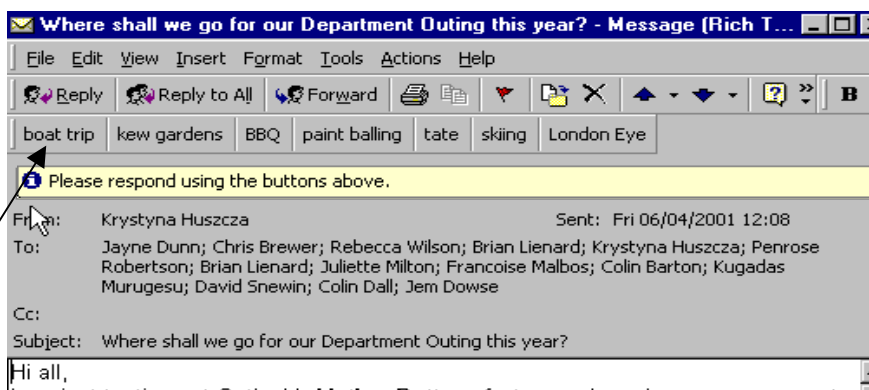 Where shall we go for our Department Outing this year? - Message (Rich T...
File Edit View Insert Format Tools Actions Help
Reply Reply to All Forward B
boat trip kew gardens BBQ paint balling tate skiing London Eye
Please respond using the buttons above.
From: Krystyna Huszcza Sent: Fri 06/04/2001 12:08
To: Jayne Dunn; Chris Brewer; Rebecca Wilson; Brian Lienard; Krystyna Huszcza; Penrose
Robertson; Brian Lienard; Juliette Milton; Francoise Malbos; Colin Barton; Kugadas
Murugesu; David Snewin; Colin Dall; Jem Dowse
Cc:
Subject: Where shall we go for our Department Outing this year?
Hi all,